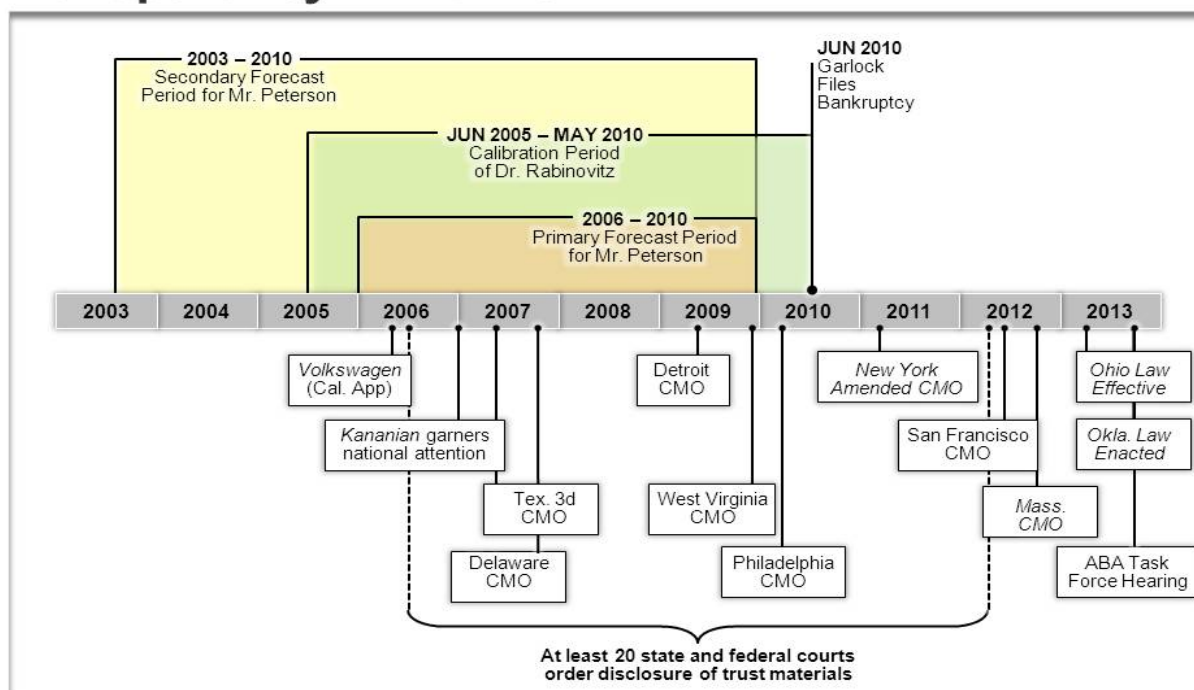 2003 – 2010
Secondary Forecast
Period for Mr. Peterson
JUN 2010
Garlock
Files
Bankruptcy
JUN 2005 – MAY 2010
Calibration Period
of Dr. Rabinovitz
2006 – 2010
Primary Forecast Period
for Mr. Peterson
2003 2004 2005 2006 2007 2008 2009 2010 2011 2012 2013
Volkswagen
(Cal. App)
Detroit
CMO
New York
Amended CMO
Ohio Law
Effective
Kananian garners
national attention
San Francisco
CMO
Okla. Law
Enacted
Tex. 3d
CMO
West Virginia
CMO
Mass.
CMO
Delaware
CMO
Philadelphia
CMO
ABA Task
Force Hearing
At least 20 state and federal courts
order disclosure of trust materials